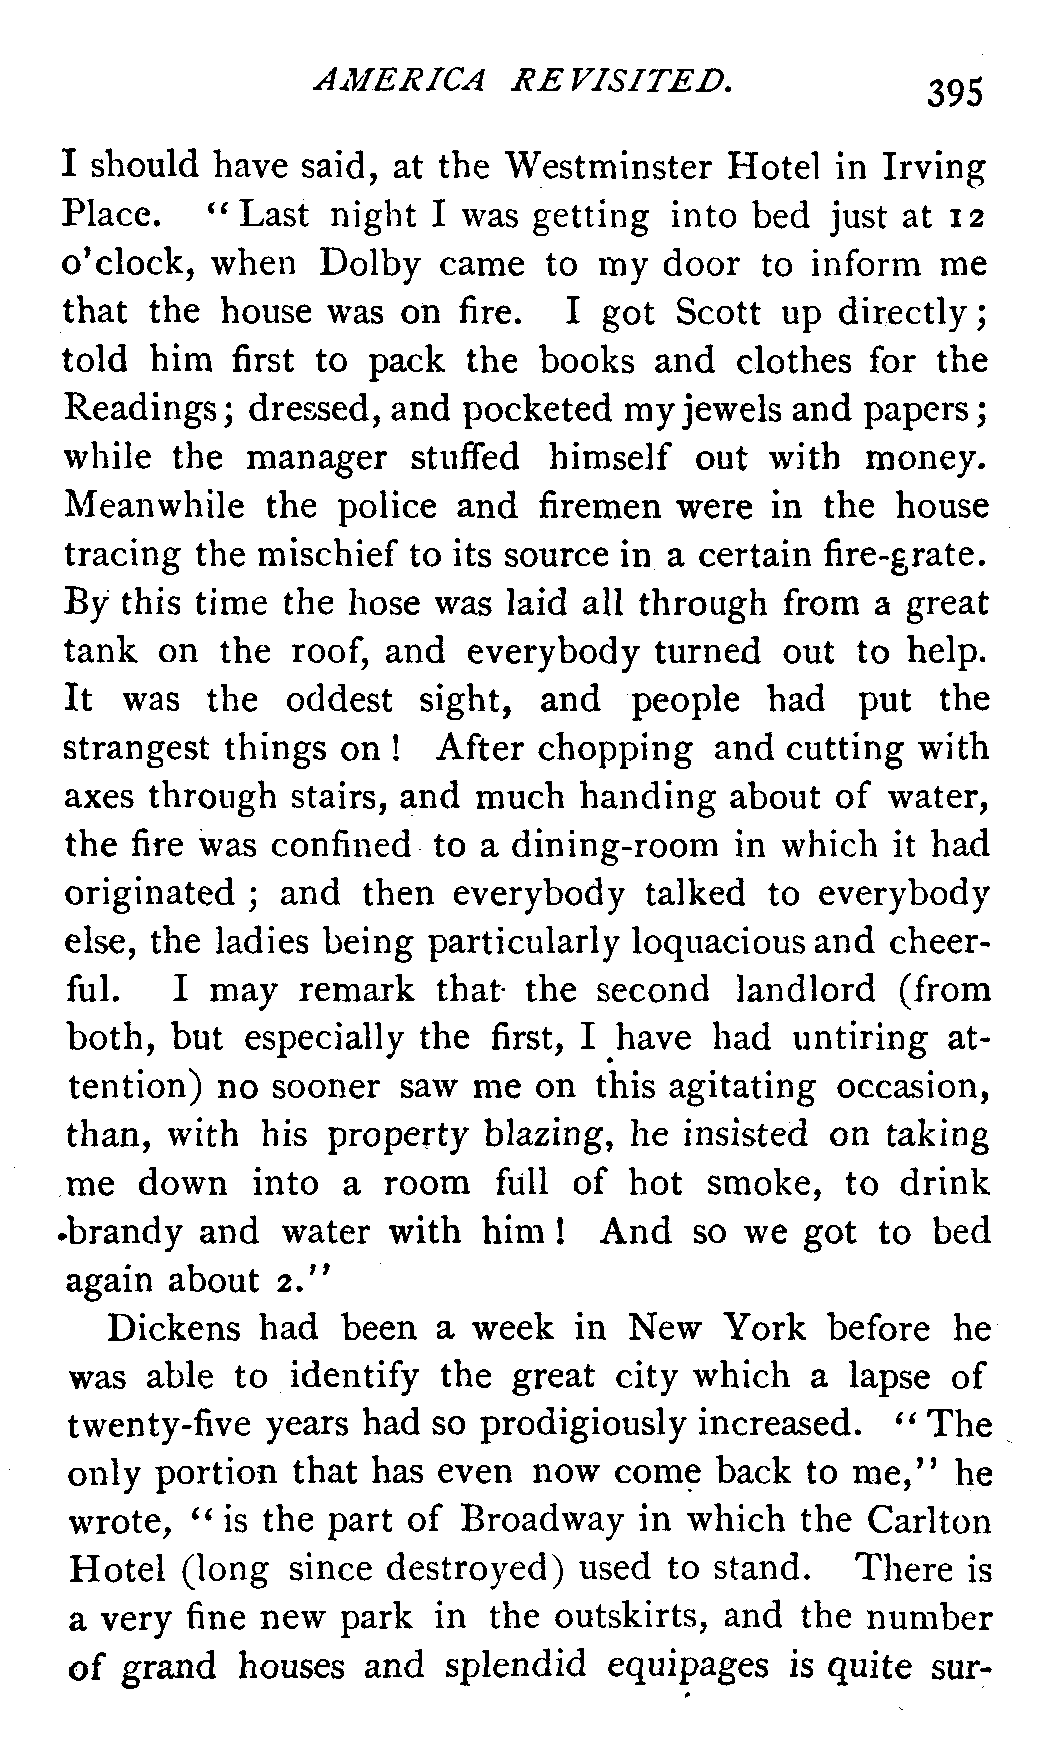 AMERICA REVISITED. 395
I should have said, at the Westminster Hotel in Irving
Place. "Last night I was getting into bed just at 12
o'clock, when Dolby came to my door to inform me
that the house was on fire. I got Scott up directly;
told him first to pack the books and clothes for the
Readings; dressed, and pocketed my jewels and papers;
while the manager stuffed himself out with money.
Meanwhile the police and firemen were in the house
tracing the mischief to its source in a certain fire-grate.
By this time the hose was laid all through from a great
tank on the roof, and everybody turned out to help.
It was the oddest sight, and people had put the
strangest things on! After chopping and cutting with
axes through stairs, and much handing about of water,
the fire was confined to a dining-room in which it had
originated; and then everybody talked to everybody
else, the ladies being particularly loquacious and cheer-
ful. I may remark that the second landlord (from
both, but especially the first, I have had untiring at-
tention) no sooner saw me on this agitating occasion,
than, with his property blazing, he insisted on taking
me down into a room full of hot smoke, to drink
brandy and water with him! And so we got to bed
again about 2."
Dickens had been a week in New York before he
was able to identify the great city which a lapse of
twenty-five years had so prodigiously increased. "The
only portion that has even now come back to me," he
wrote, "is the part of Broadway in which the Carlton
Hotel (long since destroyed) used to stand. There is
a very fine new park in the outskirts, and the number
of grand houses and splendid equipages is quite sur-